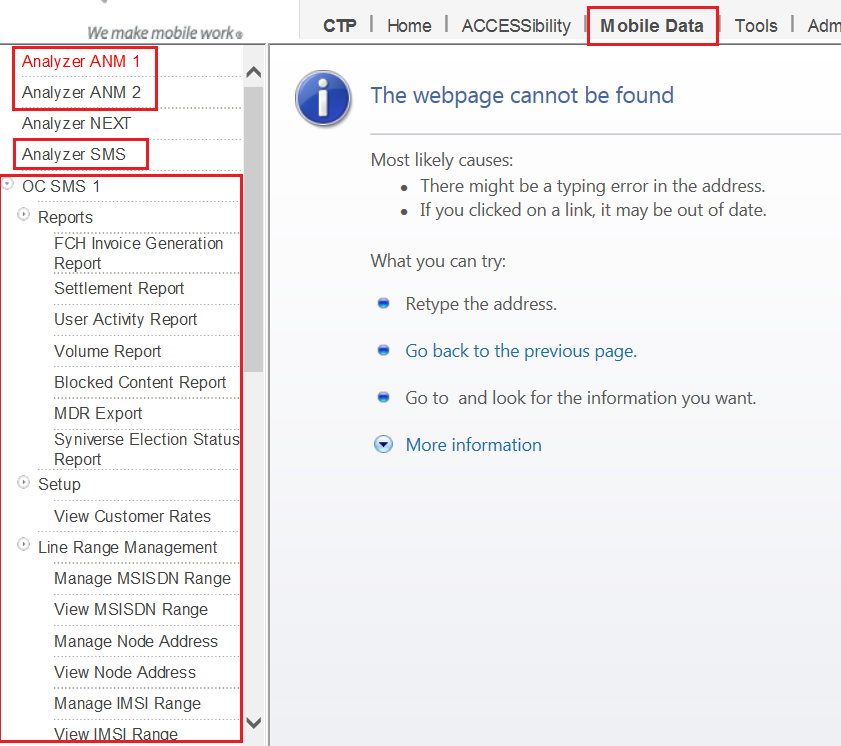 We make mobile work®
CTP | Home | ACCESSibility | Mobile Data | Tools | Adm
Analyzer ANM 1
Analyzer ANM 2
Analyzer NEXT
Analyzer SMS
OC SMS 1
Reports
FCH Invoice Generation
Report
Settlement Report
User Activity Report
Volume Report
Blocked Content Report
MDR Export
Syniverse Election Status
Report
Setup
View Customer Rates
Line Range Management
Manage MSISDN Range
View MSISDN Range
Manage Node Address
View Node Address
Manage IMSI Range
View IMSI Range
The webpage cannot be found
Most likely causes:
• There might be a typing error in the address.
• If you clicked on a link, it may be out of date.
What you can try:
Retype the address.
Go back to the previous page.
Go to  and look for the information you want.
More information